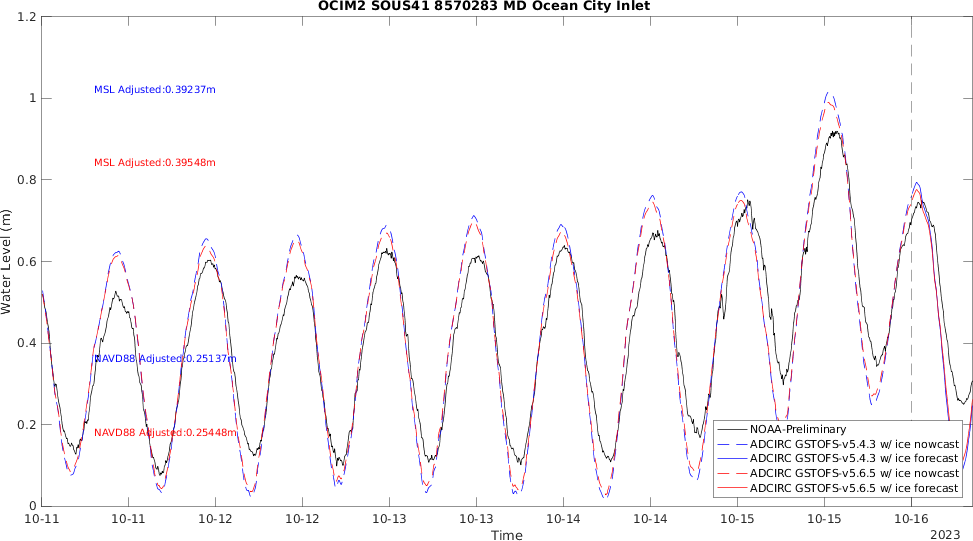 OCIM2 SOUS41 8570283 MD Ocean City Inlet
1.2
1
0.8
0.6
0.4
0.2
0
Water Level (m)
MSL Adjusted:0.39237m
MSL Adjusted:0.39548m
NAVD88 Adjusted:0.25137m
NAVD88 Adjusted:0.25448m
NOAA-Preliminary
ADCIRC GSTOFS-v5.4.3 w/ ice nowcast
ADCIRC GSTOFS-v5.4.3 w/ ice forecast
ADCIRC GSTOFS-v5.6.5 w/ ice nowcast
ADCIRC GSTOFS-v5.6.5 w/ ice forecast
10-11 10-11 10-12 10-12 10-13 10-13 10-14 10-14 10-15 10-15 10-16
Time
2023